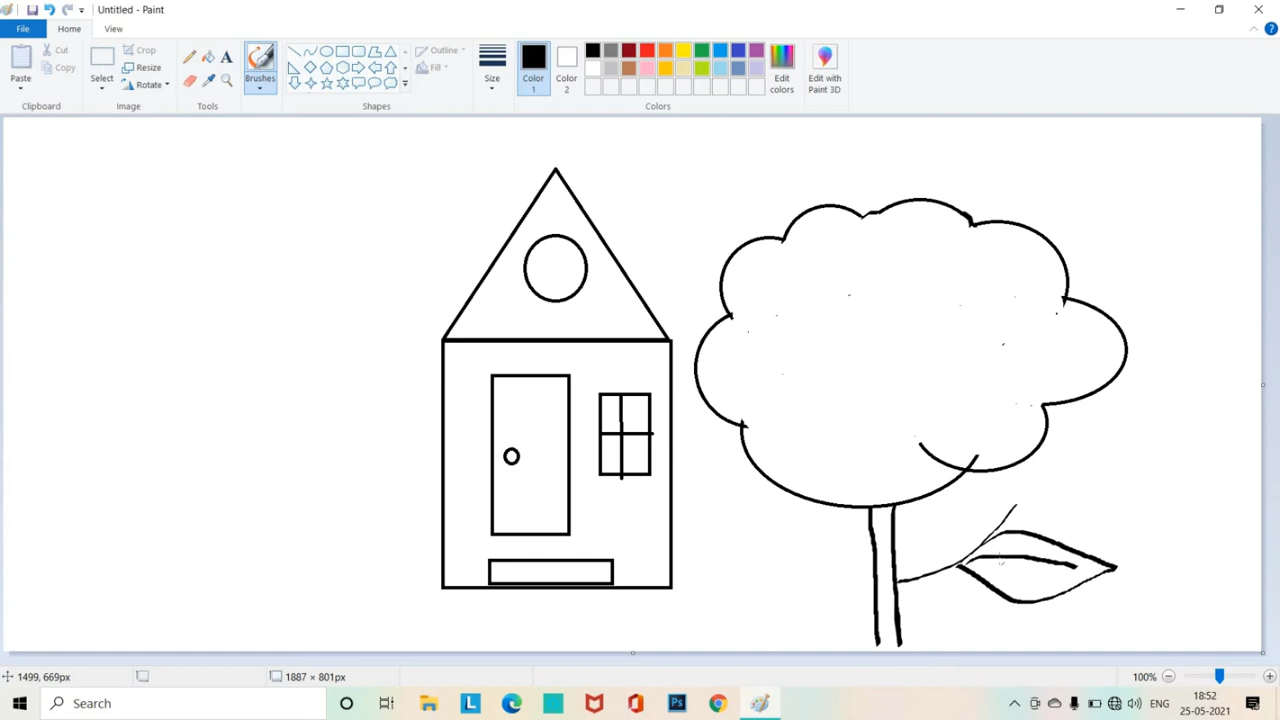 Untitled - Paint
File Home View
Paste
Cut
Copy
Clipboard
Select
Crop
Resize
Rotate
Image
Tools
Brushes
Outline
Fill
Shapes
Size
Color
1
Color
2
Edit
colors
Colors
Edit with
Paint 3D
1499, 669px
1887 × 801px
100%
Search
ENG
18:52
25-05-2021